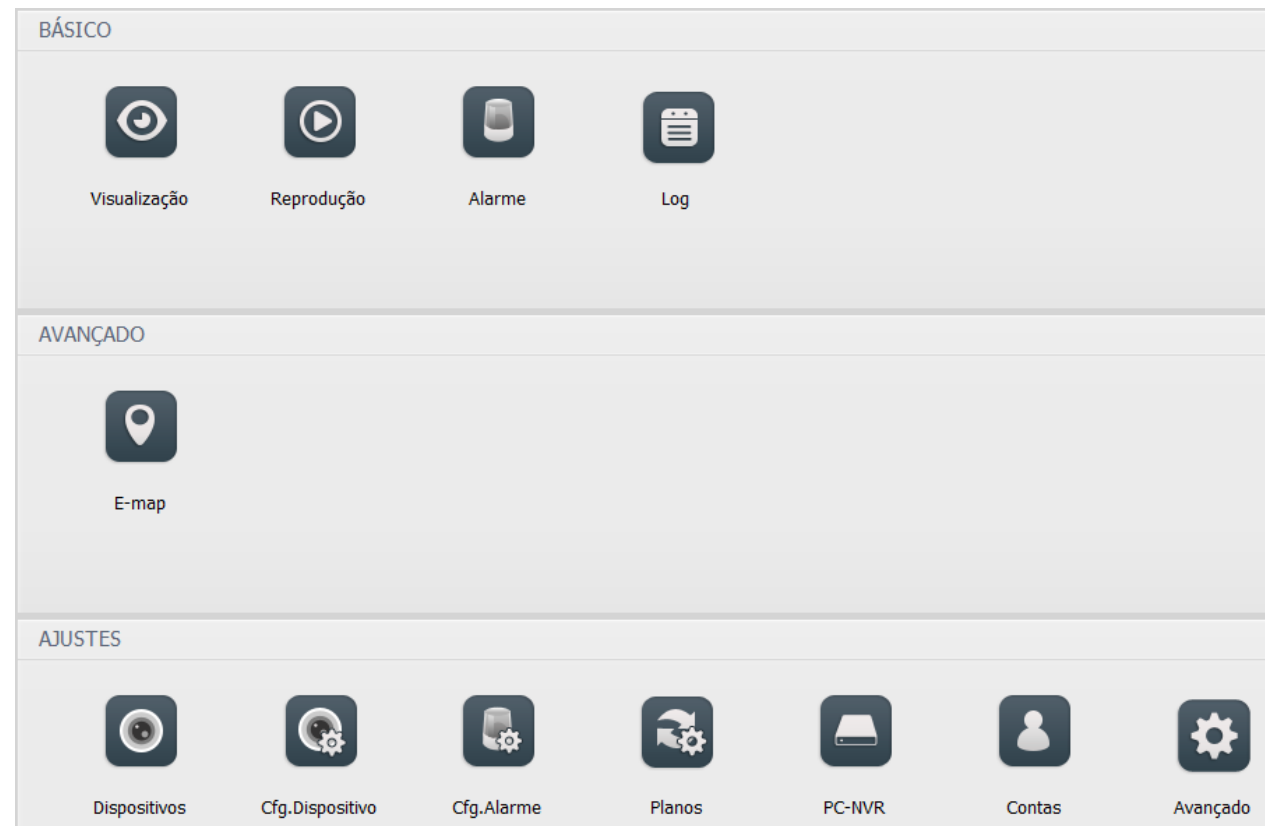 BÁSICO
Visualização Reprodução Alarme Log
AVANÇADO
E-map
AJUSTES
Dispositivos Cfg.Dispositivo Cfg.Alarme Planos PC-NVR Contas Avançado